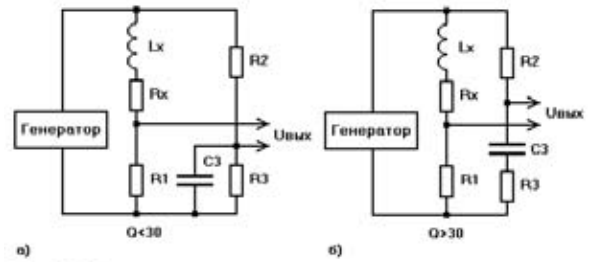 Lx
R2
Rx
Генератор
Uвых
C3
R1
R3
Q<30
а)
Lx
R2
Rx
Генератор
Uвых
C3
R1
R3
Q>30
б)